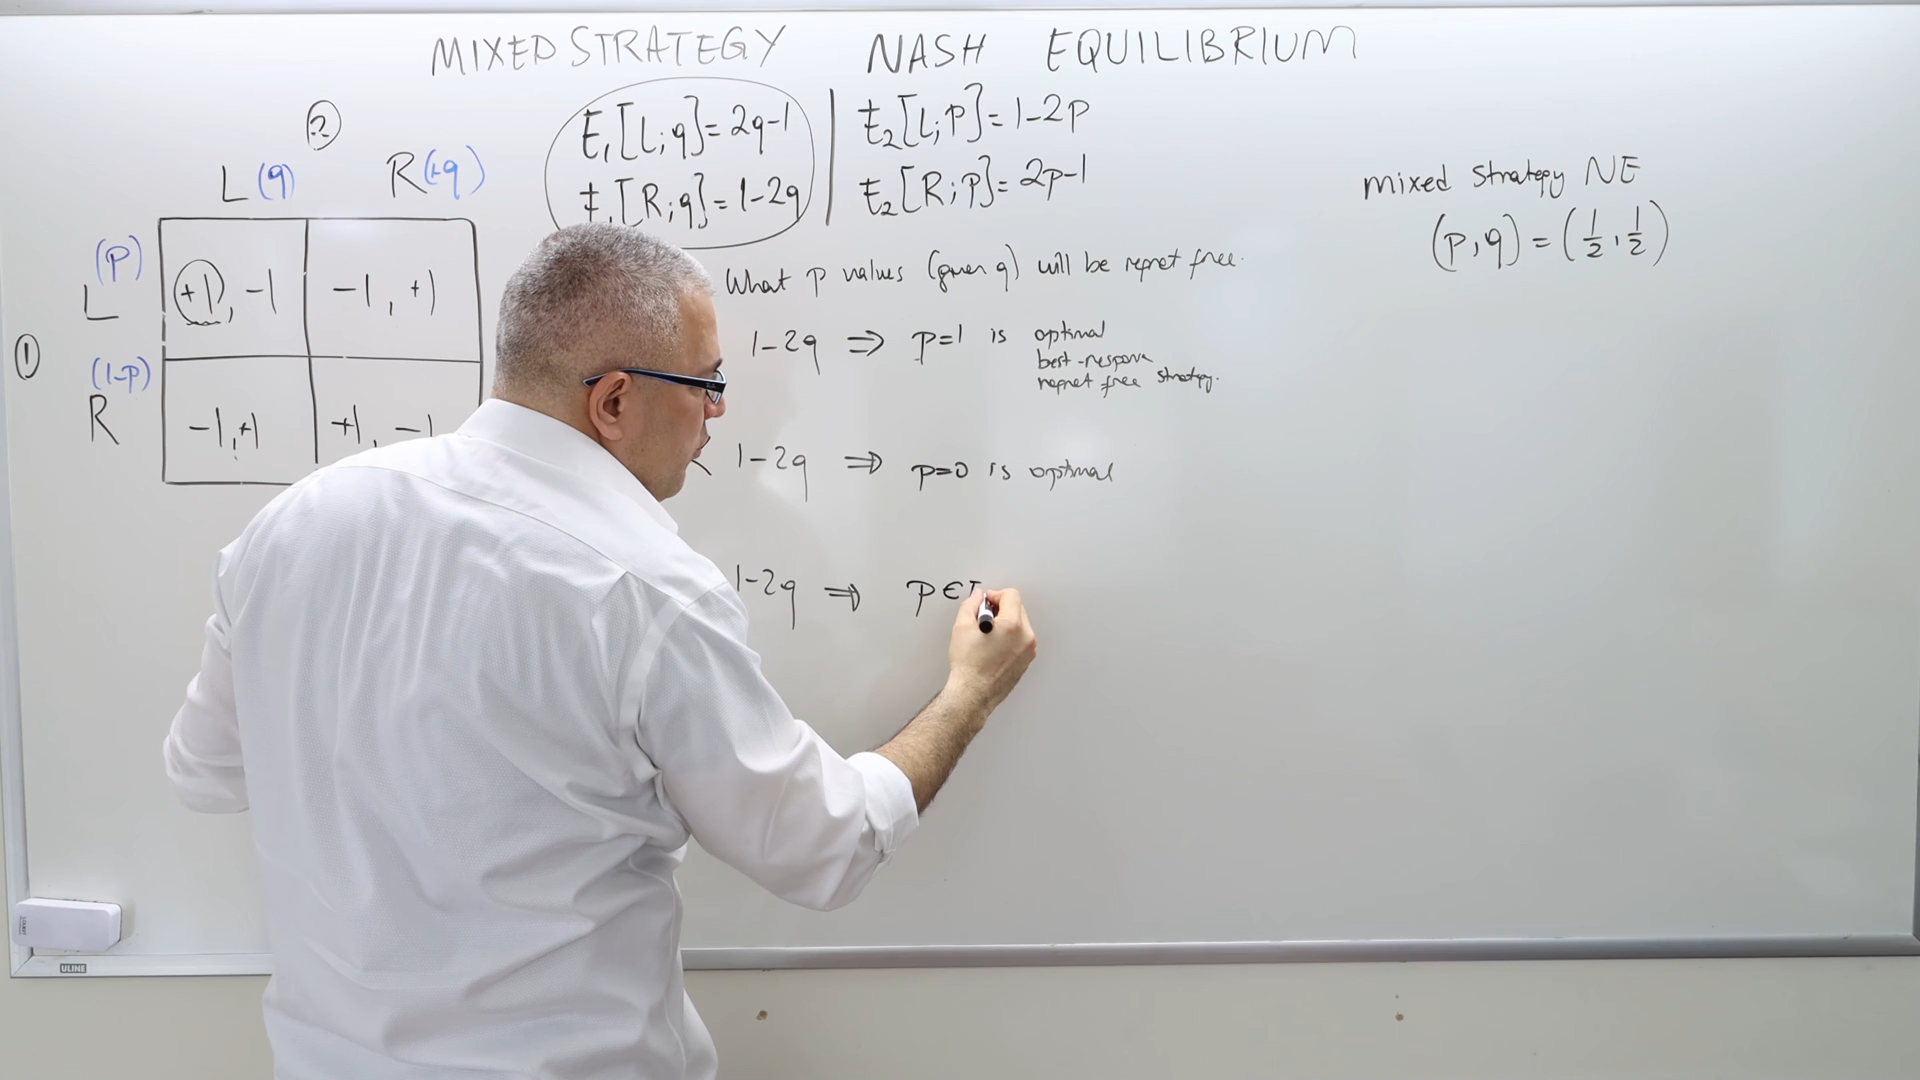 MIXED STRATEGY NASH EQUILIBRIUM
2
L (q) R (1-q)
(p)
L
+1, -1
-1, +1
1
(1-p)
R
-1, +1
+1, -1
E1[L;q] = 2q-1
E1[R;q] = 1-2q
E2[L;p] = 1-2p
E2[R;p] = 2p-1
What p values (given q) will be regret free.
1-2q ⇒ p=1 is optimal
best-response
regret free strategy.
1-2q ⇒ p=0 is optimal
1-2q ⇒ p∈
mixed strategy NE
(p,q) = (1/2, 1/2)
ULINE